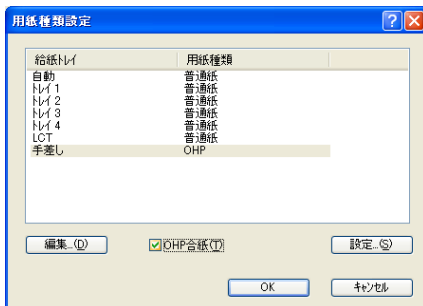 用紙種類設定
給紙トレイ 用紙種類
自動 普通紙
トレイ 1 普通紙
トレイ 2 普通紙
トレイ 3 普通紙
トレイ 4 普通紙
LCT 普通紙
手差し OHP
編集...(D) OHP合紙(T) 設定...(S)
OK キャンセル